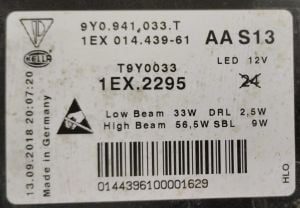 9Y0.941.033.T
1EX 014.439-61
AA S13
HELLA
T9Y0033
LED 12V
1EX.2295
24
Low Beam 33W DRL 2,5W
High Beam 56,5W SBL 9W
13.09.2018 20:07:20
Made in Germany
0144396100001629
HLO